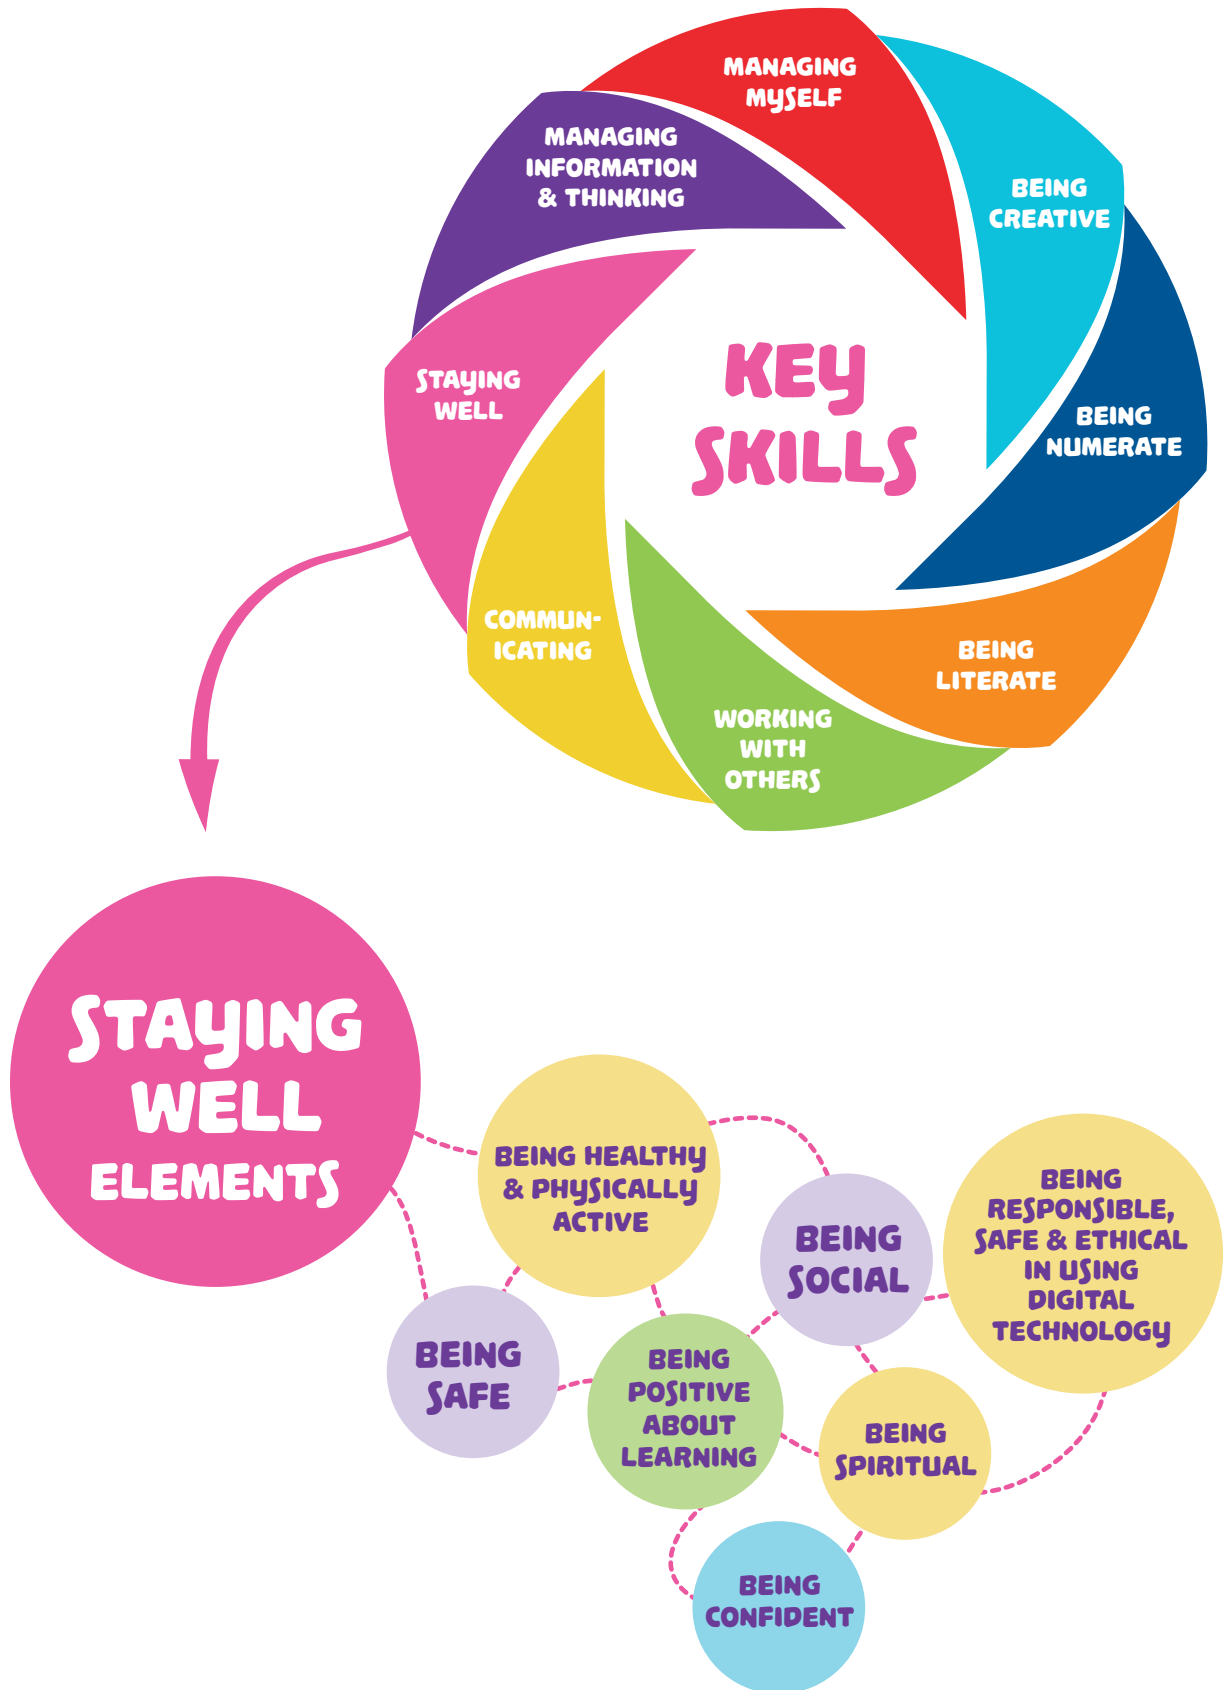 MANAGING
MYSELF
BEING
CREATIVE
BEING
NUMERATE
BEING
LITERATE
WORKING
WITH
OTHERS
COMMUN-
ICATING
STAYING
WELL
MANAGING
INFORMATION
& THINKING
KEY
SKILLS
STAYING
WELL
ELEMENTS
BEING HEALTHY
& PHYSICALLY
ACTIVE
BEING
SOCIAL
BEING
RESPONSIBLE,
SAFE & ETHICAL
IN USING
DIGITAL
TECHNOLOGY
BEING
SAFE
BEING
POSITIVE
ABOUT
LEARNING
BEING
SPIRITUAL
BEING
CONFIDENT